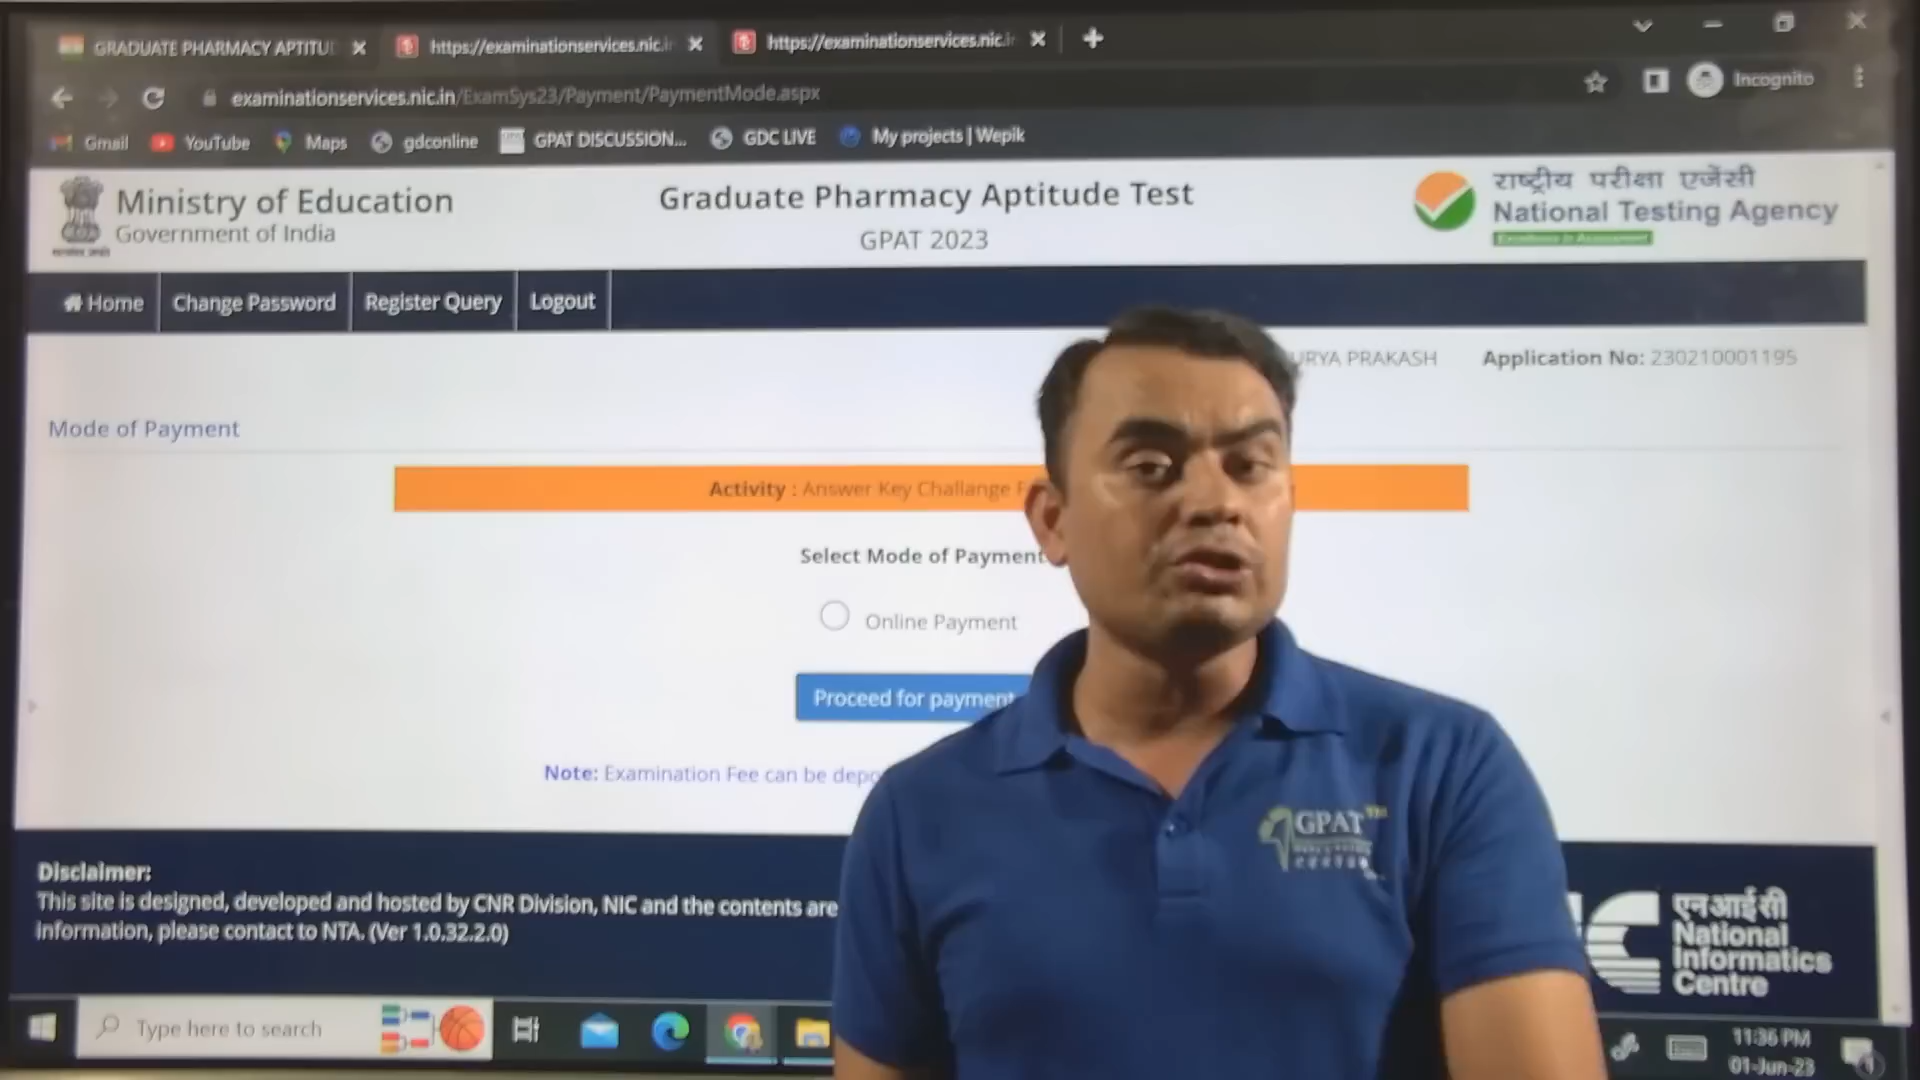 GRADUATE PHARMACY APTITU
https://examinationservices.nic.i
https://examinationservices.nic.ir
examinationservices.nic.in/ExamSys23/Payment/PaymentMode.aspx
Incognito
Gmail
YouTube
Maps
gdconline
GPAT DISCUSSION...
GDC LIVE
My projects | Wepik
Ministry of Education
Government of India
Graduate Pharmacy Aptitude Test
GPAT 2023
राष्ट्रीय परीक्षा एजेंसी
National Testing Agency
Excellence in Assessment
Home
Change Password
Register Query
Logout
URYA PRAKASH
Application No: 230210001195
Mode of Payment
Activity : Answer Key Challange F
Select Mode of Payment
Online Payment
Proceed for payment
Note: Examination Fee can be depo
GPAT™
Disclaimer:
This site is designed, developed and hosted by CNR Division, NIC and the contents are
information, please contact to NTA. (Ver 1.0.32.2.0)
एनआईसी
National
Informatics
Centre
Type here to search
11:36 PM
01-Jun-23